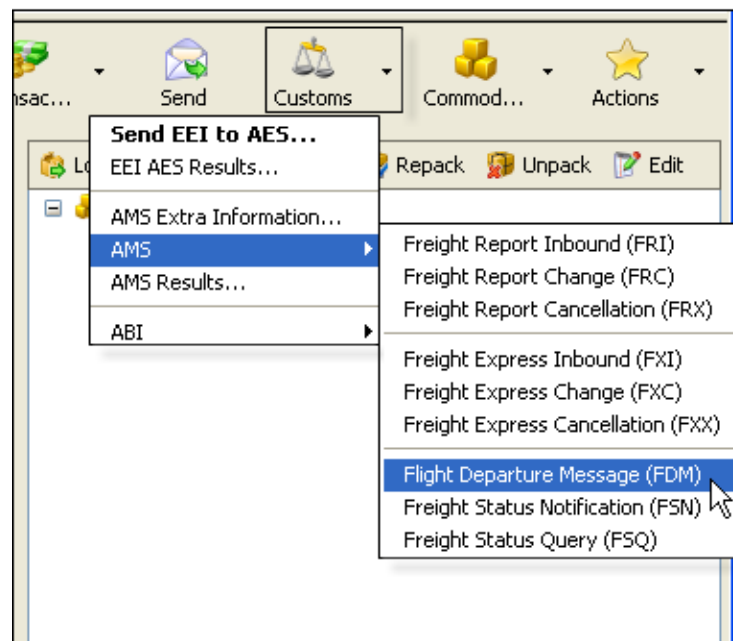 nsac...
Send
Customs
Commod...
Actions
Send EEI to AES...
EEI AES Results...
AMS Extra Information...
AMS
AMS Results...
ABI
Repack
Unpack
Edit
Freight Report Inbound (FRI)
Freight Report Change (FRC)
Freight Report Cancellation (FRX)
Freight Express Inbound (FXI)
Freight Express Change (FXC)
Freight Express Cancellation (FXX)
Flight Departure Message (FDM)
Freight Status Notification (FSN)
Freight Status Query (FSQ)